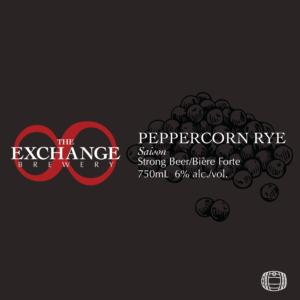 THE
EXCHANGE
BREWERY
PEPPERCORN RYE
Saison
Strong Beer/Bière Forte
750mL 6% alc./vol.